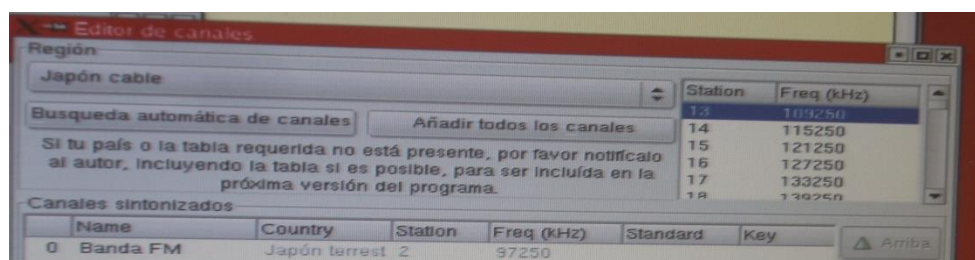 Editor de canales
Región
Japón cable
Busqueda automática de canales
Añadir todos los canales
Si tu país o la tabla requerida no está presente, por favor notifícalo
al autor, incluyendo la tabla si es posible, para ser incluída en la
próxima versión del programa.
Station Freq (kHz)
13 109250
14 115250
15 121250
16 127250
17 133250
18 139250
Canales sintonizados
Name Country Station Freq (kHz) Standard Key
0 Banda FM Japón terrest 2 97250
Arriba